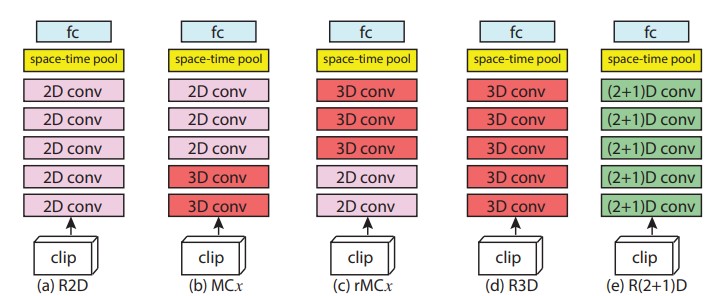 fc fc fc fc fc
space-time pool space-time pool space-time pool space-time pool space-time pool
2D conv 2D conv 3D conv 3D conv (2+1)D conv
2D conv 2D conv 3D conv 3D conv (2+1)D conv
2D conv 2D conv 3D conv 3D conv (2+1)D conv
2D conv 3D conv 2D conv 3D conv (2+1)D conv
2D conv 3D conv 2D conv 3D conv (2+1)D conv
clip clip clip clip clip
(a) R2D (b) MCx (c) rMCx (d) R3D (e) R(2+1)D